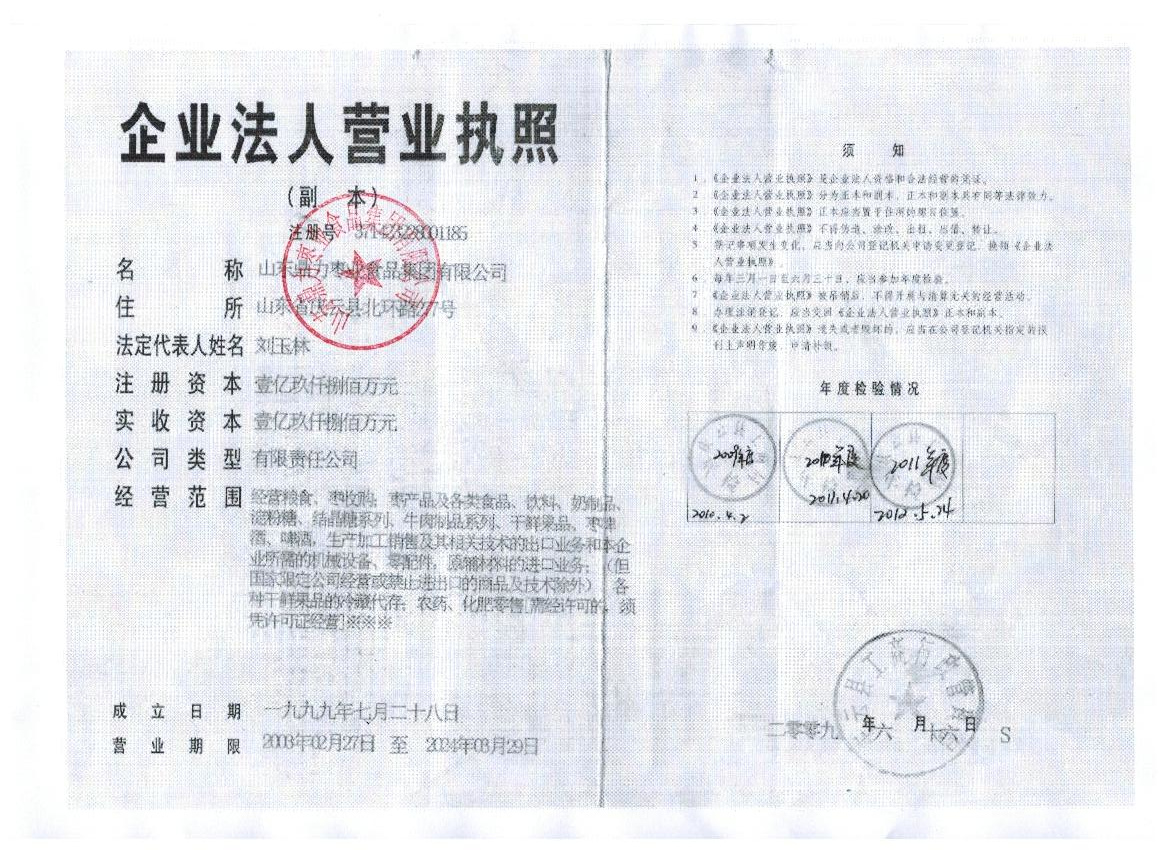 企业法人营业执照
(副 本)
注册号 371423228001185
名 称 山东鼎力枣业食品集团有限公司
住 所 山东省庆云县北环路277号
法定代表人姓名 刘玉林
注册资本 壹亿玖仟捌佰万元
实收资本 壹亿玖仟捌佰万元
公司类型 有限责任公司
经营范围 经营粮食、枣收购,枣产品及各类食品、饮料、奶制品、
淀粉糖、结晶糖系列、牛肉制品系列、干鲜果品、枣
酒、啤酒,生产加工销售及其相关技术的出口业务和本企
业所需的机械设备、零配件,原辅材料的进口业务;(但
国家限定公司经营或禁止进出口的商品及技术除外) 各
种干鲜果品的冷藏代存;农药、化肥零售[需经许可的,须
凭许可证经营]※※※
成立日期 一九九九年七月二十八日
营业期限 2003年02月27日 至 2024年03月29日
须 知
1.《企业法人营业执照》是企业法人资格和合法经营的凭证。
2.《企业法人营业执照》分为正本和副本,正本和副本具有同等法律效力。
3.《企业法人营业执照》正本应当置于住所的醒目位置。
4.《企业法人营业执照》不得伪造、涂改、出租、出借、转让。
5.登记事项发生变化,应当向公司登记机关申请变更登记,换领《企业法
人营业执照》。
6.每年三月一日至六月三十日,应当参加年度检验。
7.《企业法人营业执照》被吊销后,不得开展与清算无关的经营活动。
8.办理注销登记,应当交回《企业法人营业执照》正本和副本。
9.《企业法人营业执照》遗失或者毁坏的,应当在公司登记机关指定的报
刊上声明作废,申请补领。
年度检验情况
2009年度 2010年度 2011年度
2010.4.2 2011.4.20 2012.5.24
县工商行政管理
二零零九 年六 月十六日 S